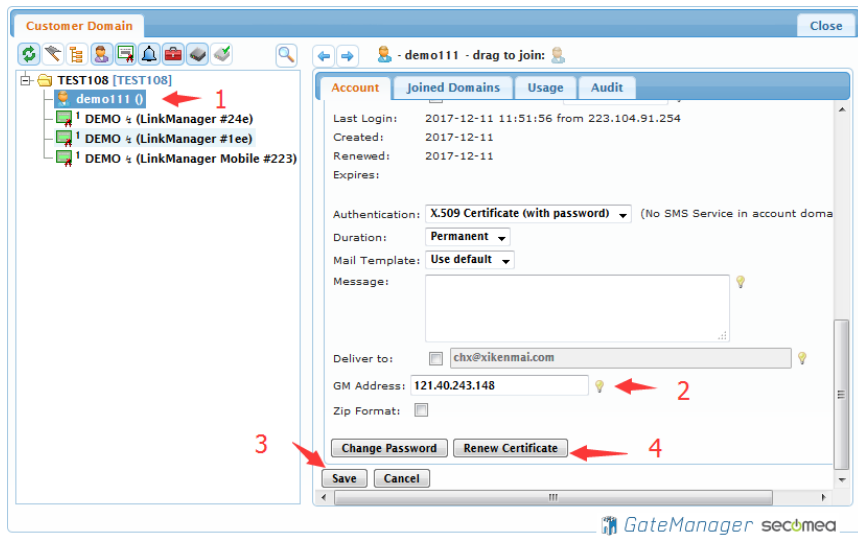 Customer Domain
Close
- demo111 - drag to join:
TEST108 [TEST108]
demo111 ()
1
1 DEMO (LinkManager #24e)
1 DEMO (LinkManager #1ee)
1 DEMO (LinkManager Mobile #223)
Account Joined Domains Usage Audit
Last Login: 2017-12-11 11:51:56 from 223.104.91.254
Created: 2017-12-11
Renewed: 2017-12-11
Expires:
Authentication: X.509 Certificate (with password) (No SMS Service in account doma
Duration: Permanent
Mail Template: Use default
Message:
Deliver to: chx@xikenmai.com
GM Address: 121.40.243.148
2
Zip Format:
3
Change Password Renew Certificate
4
Save Cancel
GateManager secomea